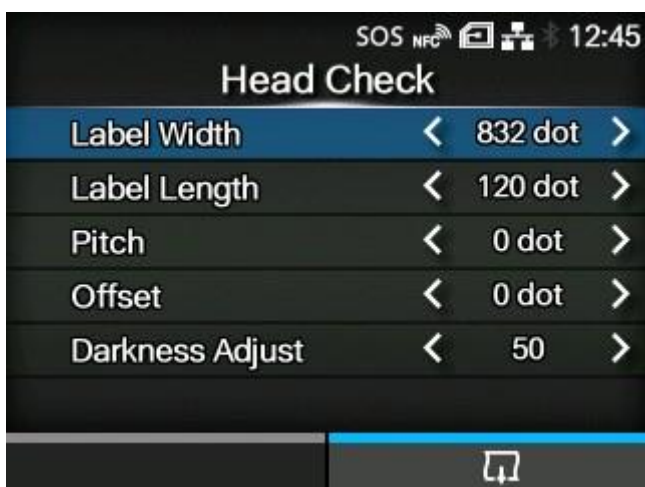 SOS NFC 12:45
Head Check
Label Width < 832 dot >
Label Length < 120 dot >
Pitch < 0 dot >
Offset < 0 dot >
Darkness Adjust < 50 >